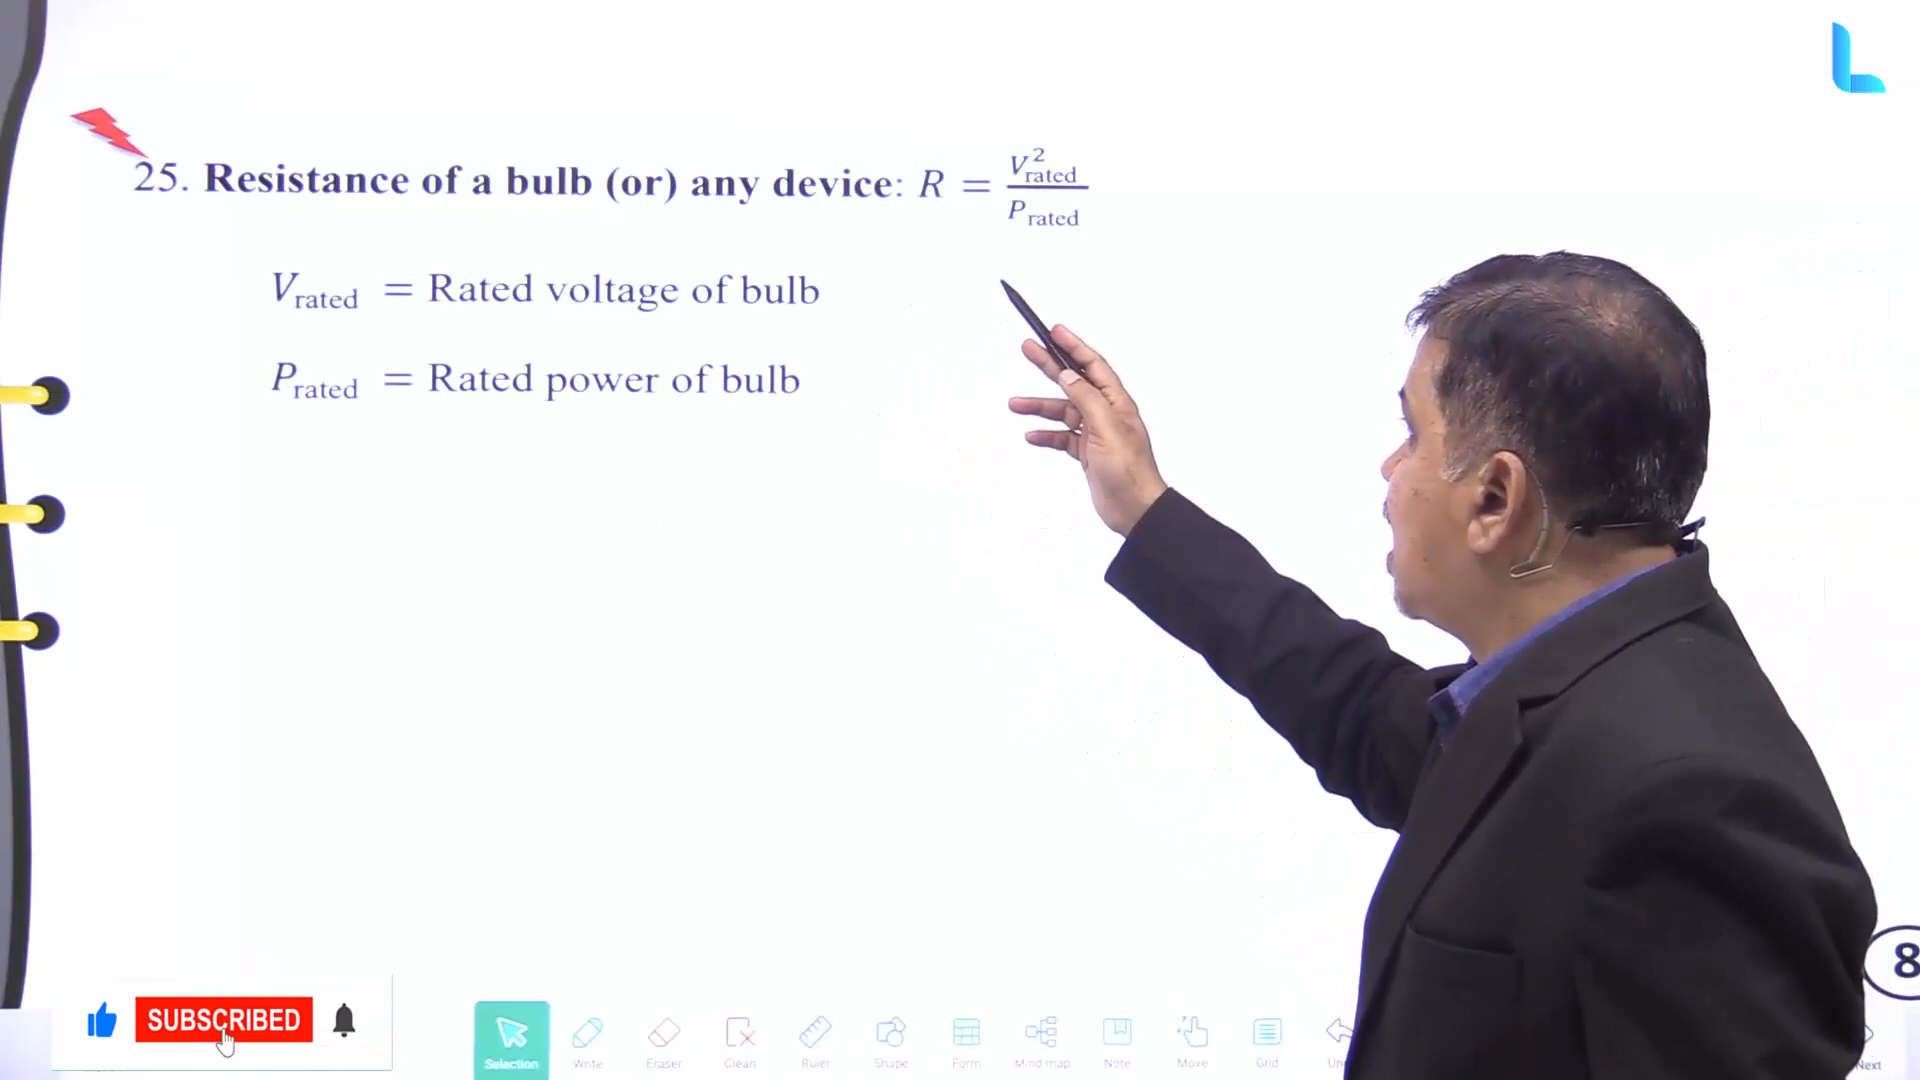 25. Resistance of a bulb (or) any device: R = V²rated / Prated
Vrated = Rated voltage of bulb
Prated = Rated power of bulb
8
SUBSCRIBED
Selection Write Eraser Clean Ruler Shape Form Mind map Note Move Grid Next